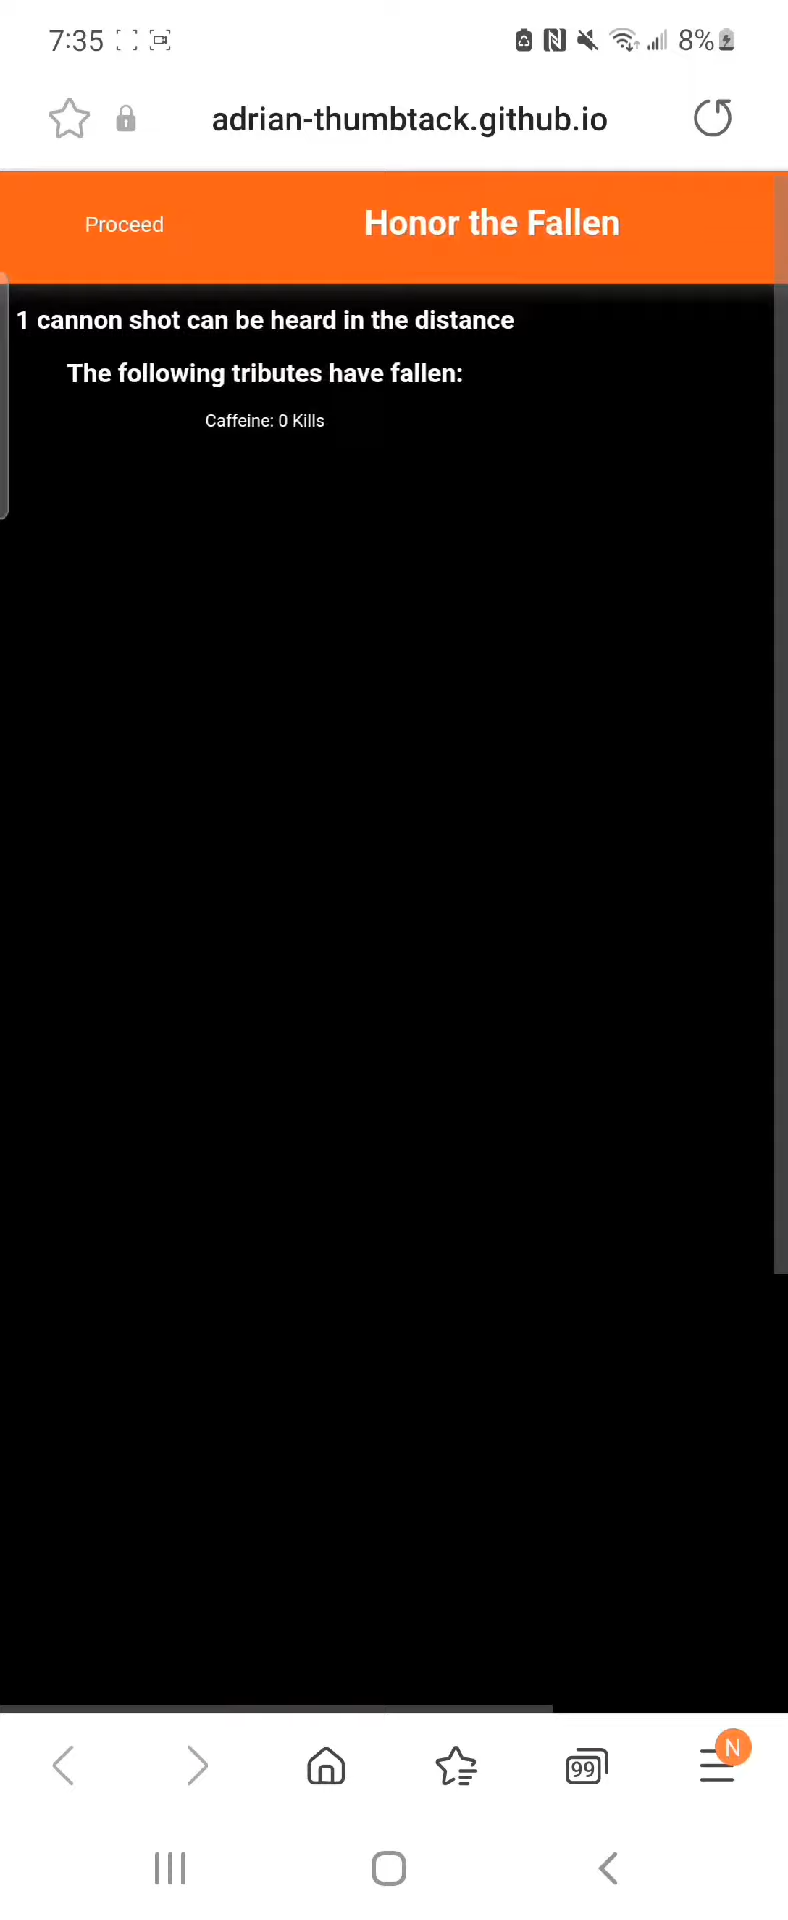 7:35
8%
adrian-thumbtack.github.io
Proceed
Honor the Fallen
1 cannon shot can be heard in the distance
The following tributes have fallen:
Caffeine: 0 Kills
99
N